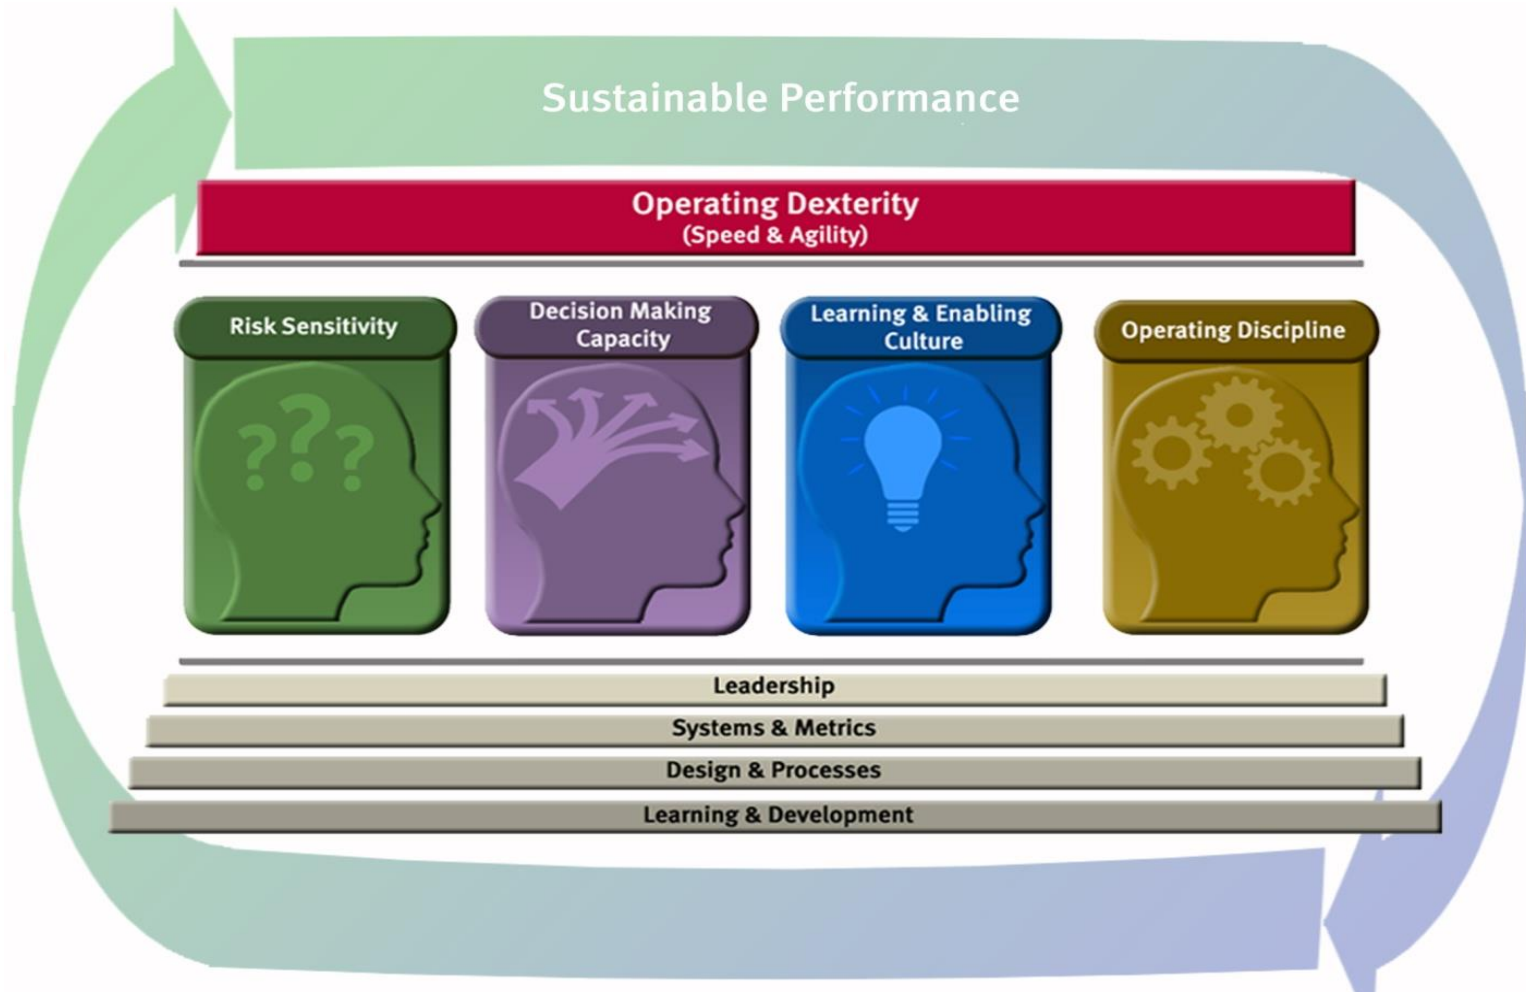 Sustainable Performance
Operating Dexterity
(Speed & Agility)
Risk Sensitivity
Decision Making
Capacity
Learning & Enabling
Culture
Operating Discipline
? ? ?
Leadership
Systems & Metrics
Design & Processes
Learning & Development